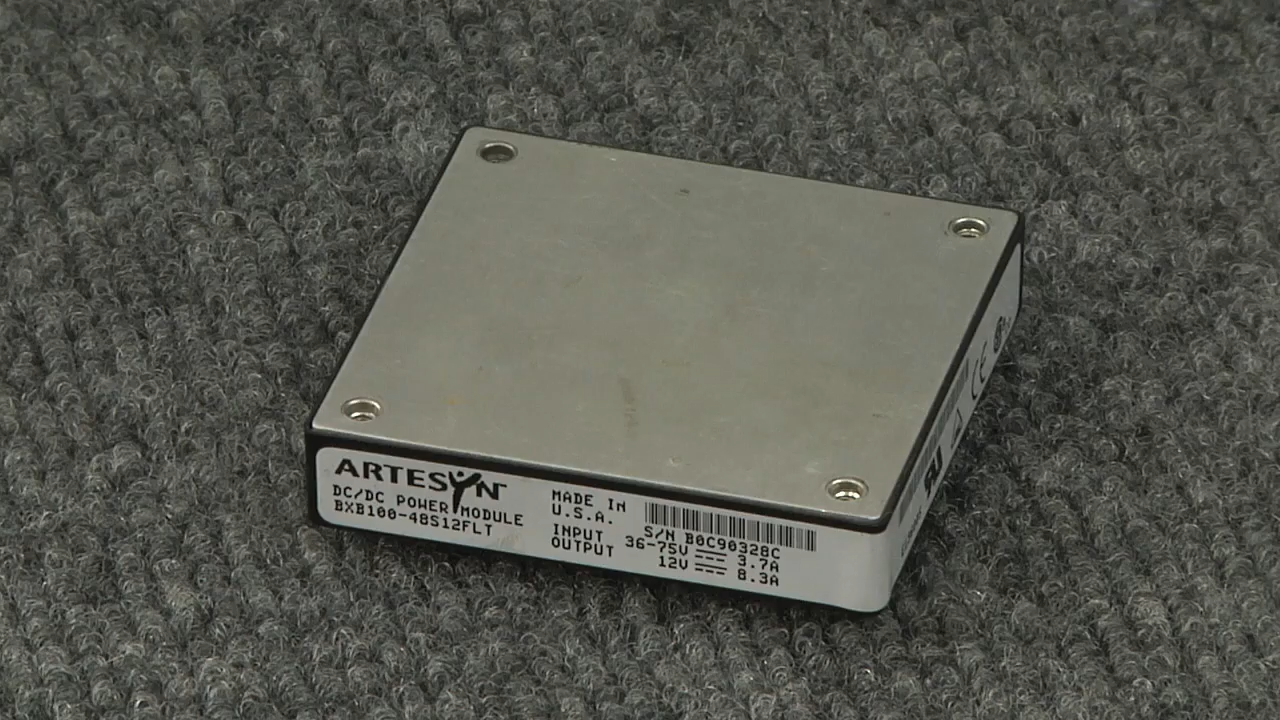 ARTESYN
DC/DC POWER MODULE
BXB100-48S12FLT
MADE IN
U.S.A.
S/N B0C90328C
INPUT 36-75V 3.7A
OUTPUT 12V 8.3A
CE